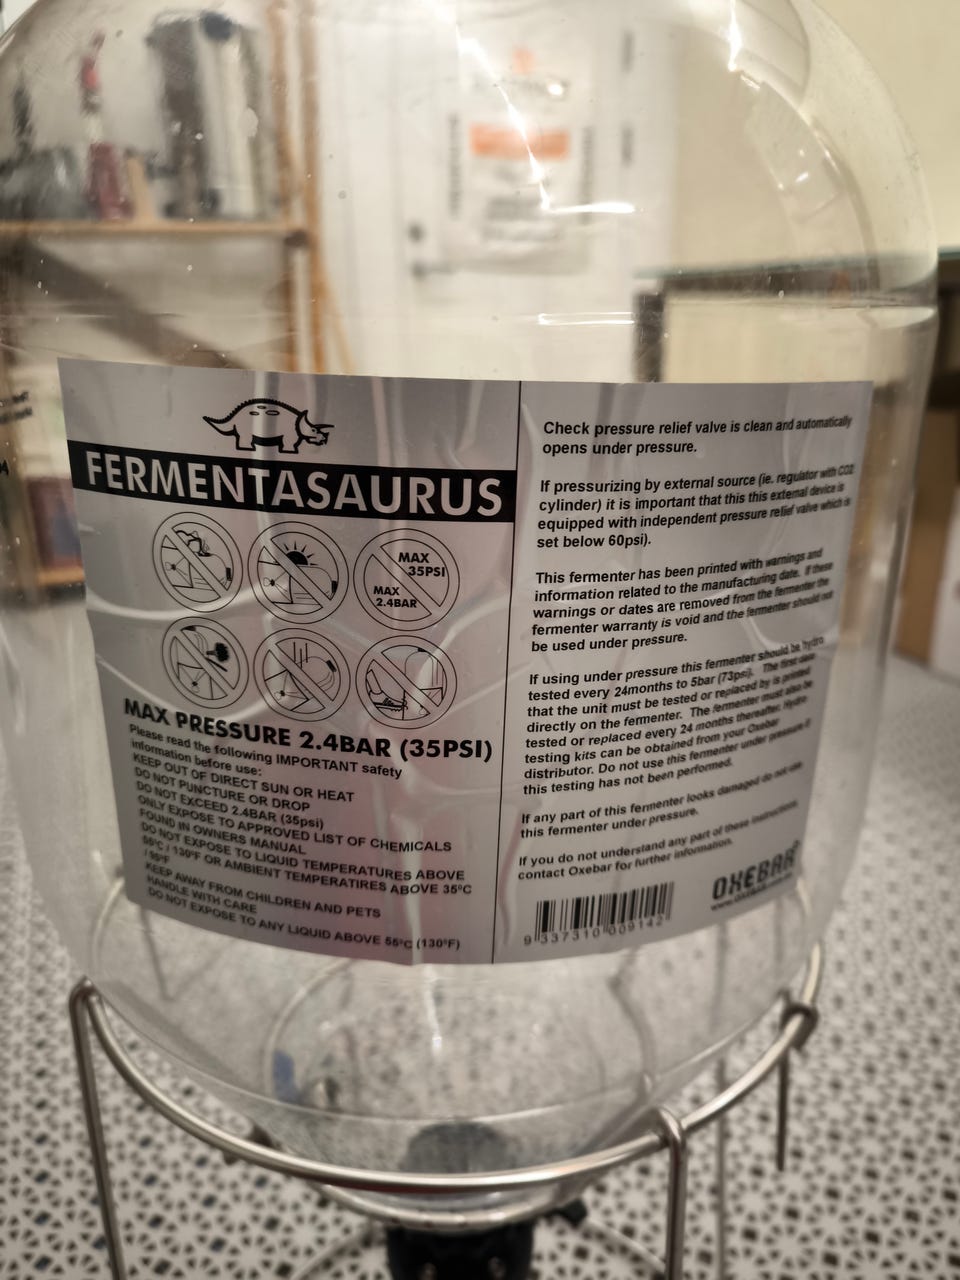 FERMENTASAURUS
MAX
35PSI
MAX
2.4BAR
MAX PRESSURE 2.4BAR (35PSI)
Please read the following IMPORTANT safety
information before use:
KEEP OUT OF DIRECT SUN OR HEAT
DO NOT PUNCTURE OR DROP
DO NOT EXCEED 2.4BAR (35psi)
ONLY EXPOSE TO APPROVED LIST OF CHEMICALS
FOUND IN OWNERS MANUAL
DO NOT EXPOSE TO LIQUID TEMPERATURES ABOVE
55ºC / 130ºF OR AMBIENT TEMPERATIRES ABOVE 35ºC
/ 95ºF
KEEP AWAY FROM CHILDREN AND PETS
HANDLE WITH CARE
DO NOT EXPOSE TO ANY LIQUID ABOVE 55ºC (130ºF)
Check pressure relief valve is clean and automatically
opens under pressure.
If pressurizing by external source (ie. regulator with CO2
cylinder) it is important that this this external device is
equipped with independent pressure relief valve which is
set below 60psi).
This fermenter has been printed with warnings and
information related to the manufacturing date. If these
warnings or dates are removed from the fermenter the
fermenter warranty is void and the fermenter should not
be used under pressure.
If using under pressure this fermenter should be hydro
tested every 24months to 5bar (73psi). The first date
that the unit must be tested or replaced by is printed
directly on the fermenter. The fermenter must also be
tested or replaced every 24 months thereafter. Hydro
testing kits can be obtained from your Oxebar
distributor. Do not use this fermenter under pressure if
this testing has not been performed.
If any part of this fermenter looks damaged do not use
this fermenter under pressure.
If you do not understand any part of these instructions
contact Oxebar for further information.
OXEBAR
9 337310 009142